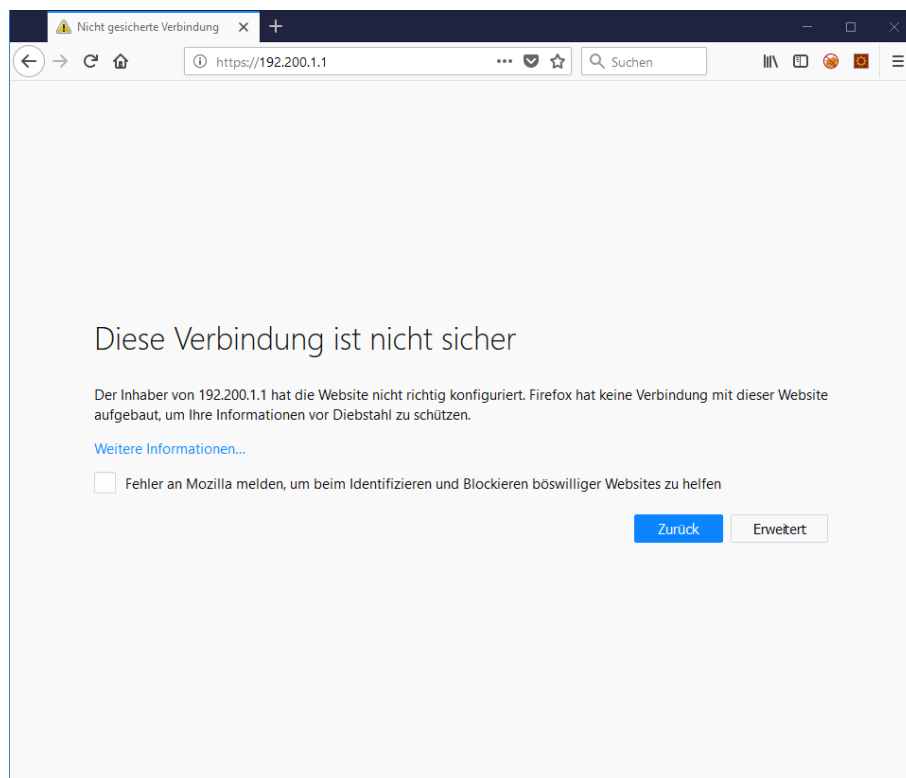 Nicht gesicherte Verbindung
https://192.200.1.1
Suchen
Diese Verbindung ist nicht sicher
Der Inhaber von 192.200.1.1 hat die Website nicht richtig konfiguriert. Firefox hat keine Verbindung mit dieser Website
aufgebaut, um Ihre Informationen vor Diebstahl zu schützen.
Weitere Informationen...
Fehler an Mozilla melden, um beim Identifizieren und Blockieren böswilliger Websites zu helfen
Zurück
Erweitert